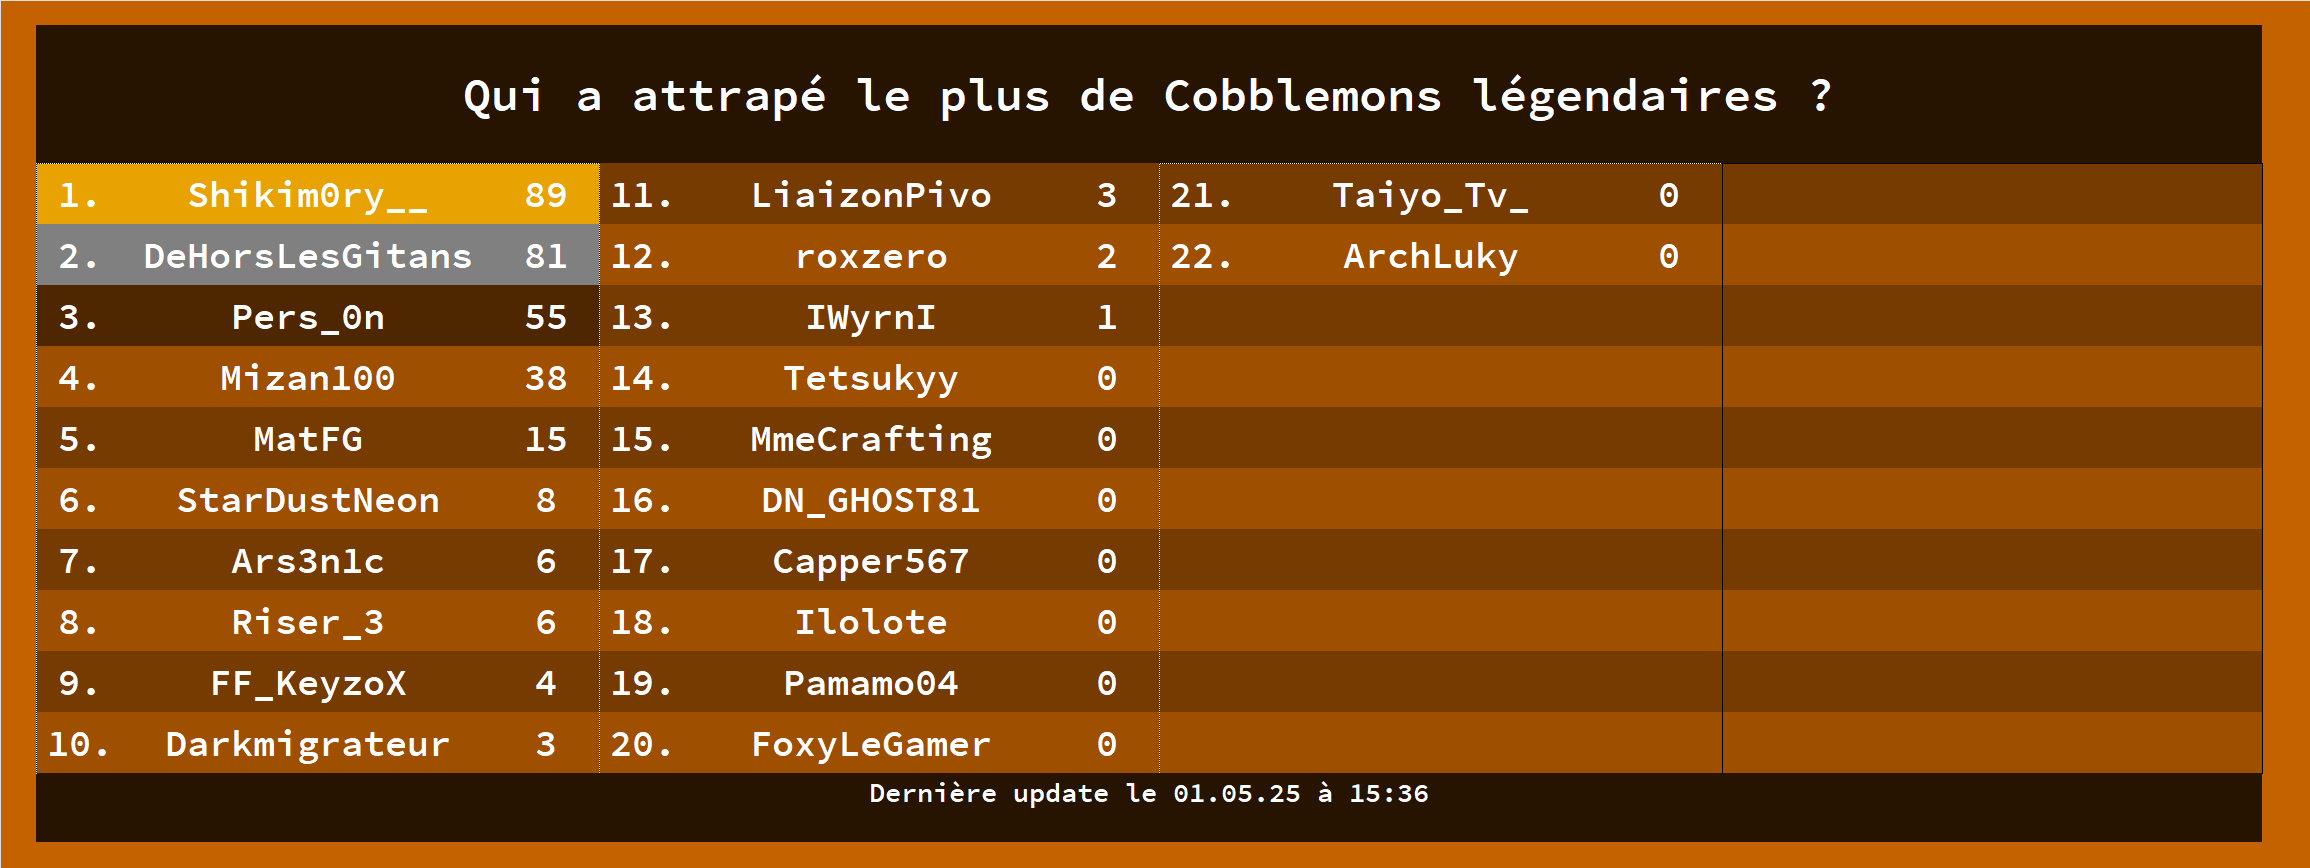 Qui a attrapé le plus de Cobblemons légendaires ?
1. Shikim0ry__ 89
2. DeHorsLesGitans 81
3. Pers_0n 55
4. Mizan100 38
5. MatFG 15
6. StarDustNeon 8
7. Ars3n1c 6
8. Riser_3 6
9. FF_KeyzoX 4
10. Darkmigrateur 3
11. LiaizonPivo 3
12. roxzero 2
13. IWyrnI 1
14. Tetsukyy 0
15. MmeCrafting 0
16. DN_GHOST81 0
17. Capper567 0
18. Ilolote 0
19. Pamamo04 0
20. FoxyLeGamer 0
21. Taiyo_Tv_ 0
22. ArchLuky 0
Dernière update le 01.05.25 à 15:36